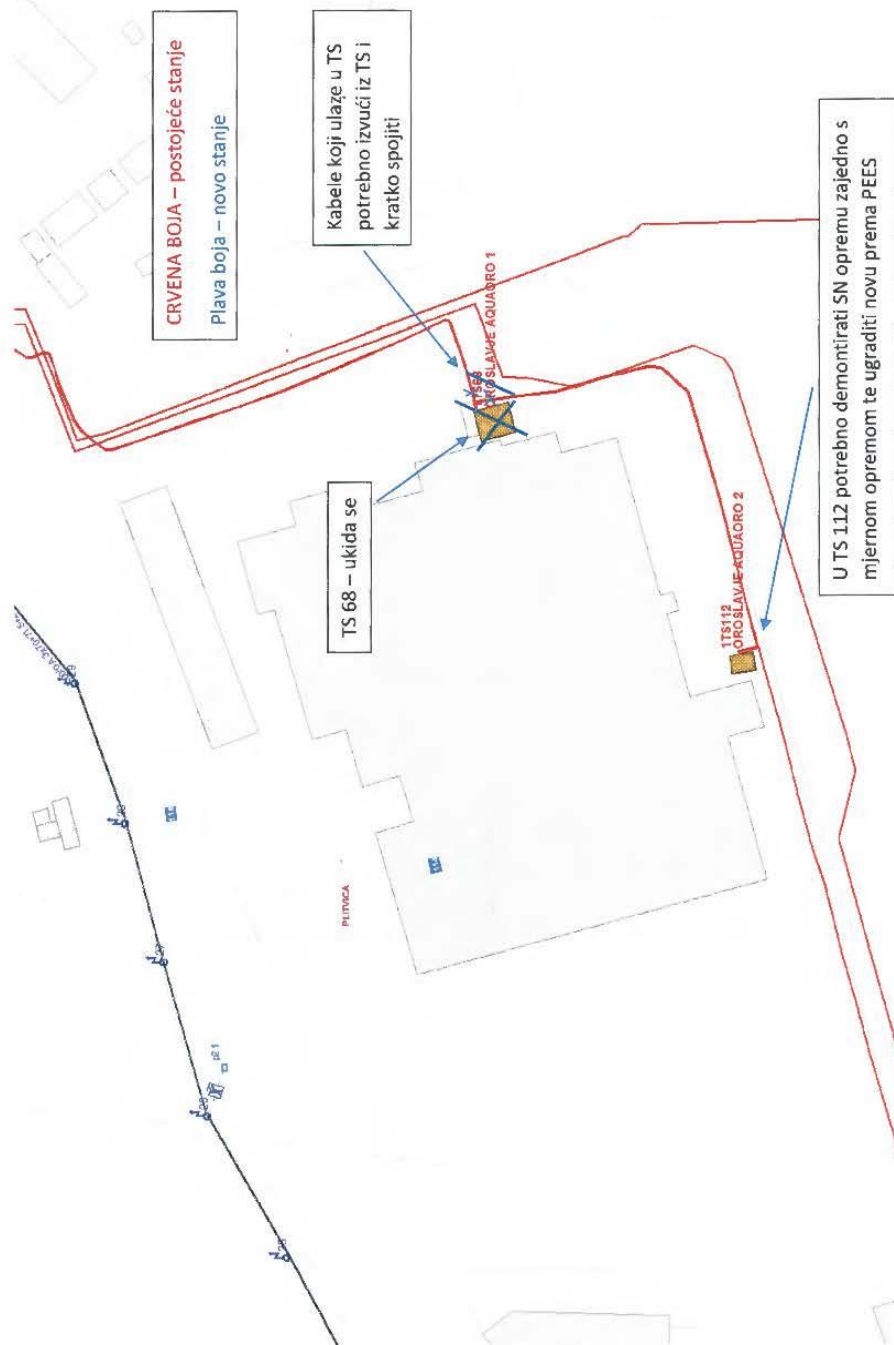 CRVENA BOJA – postojeće stanje
Plava boja – novo stanje
Kabele koji ulaze u TS
potrebno izvući iz TS i
kratko spojiti
TS 68 – ukida se
OROSLAVJE AQUAORO 1
1TS112
OROSLAVJE AQUAORO 2
U TS 112 potrebno demontirati SN opremu zajedno s
mjernom opremom te ugraditi novu prema PEES
PLITVICA